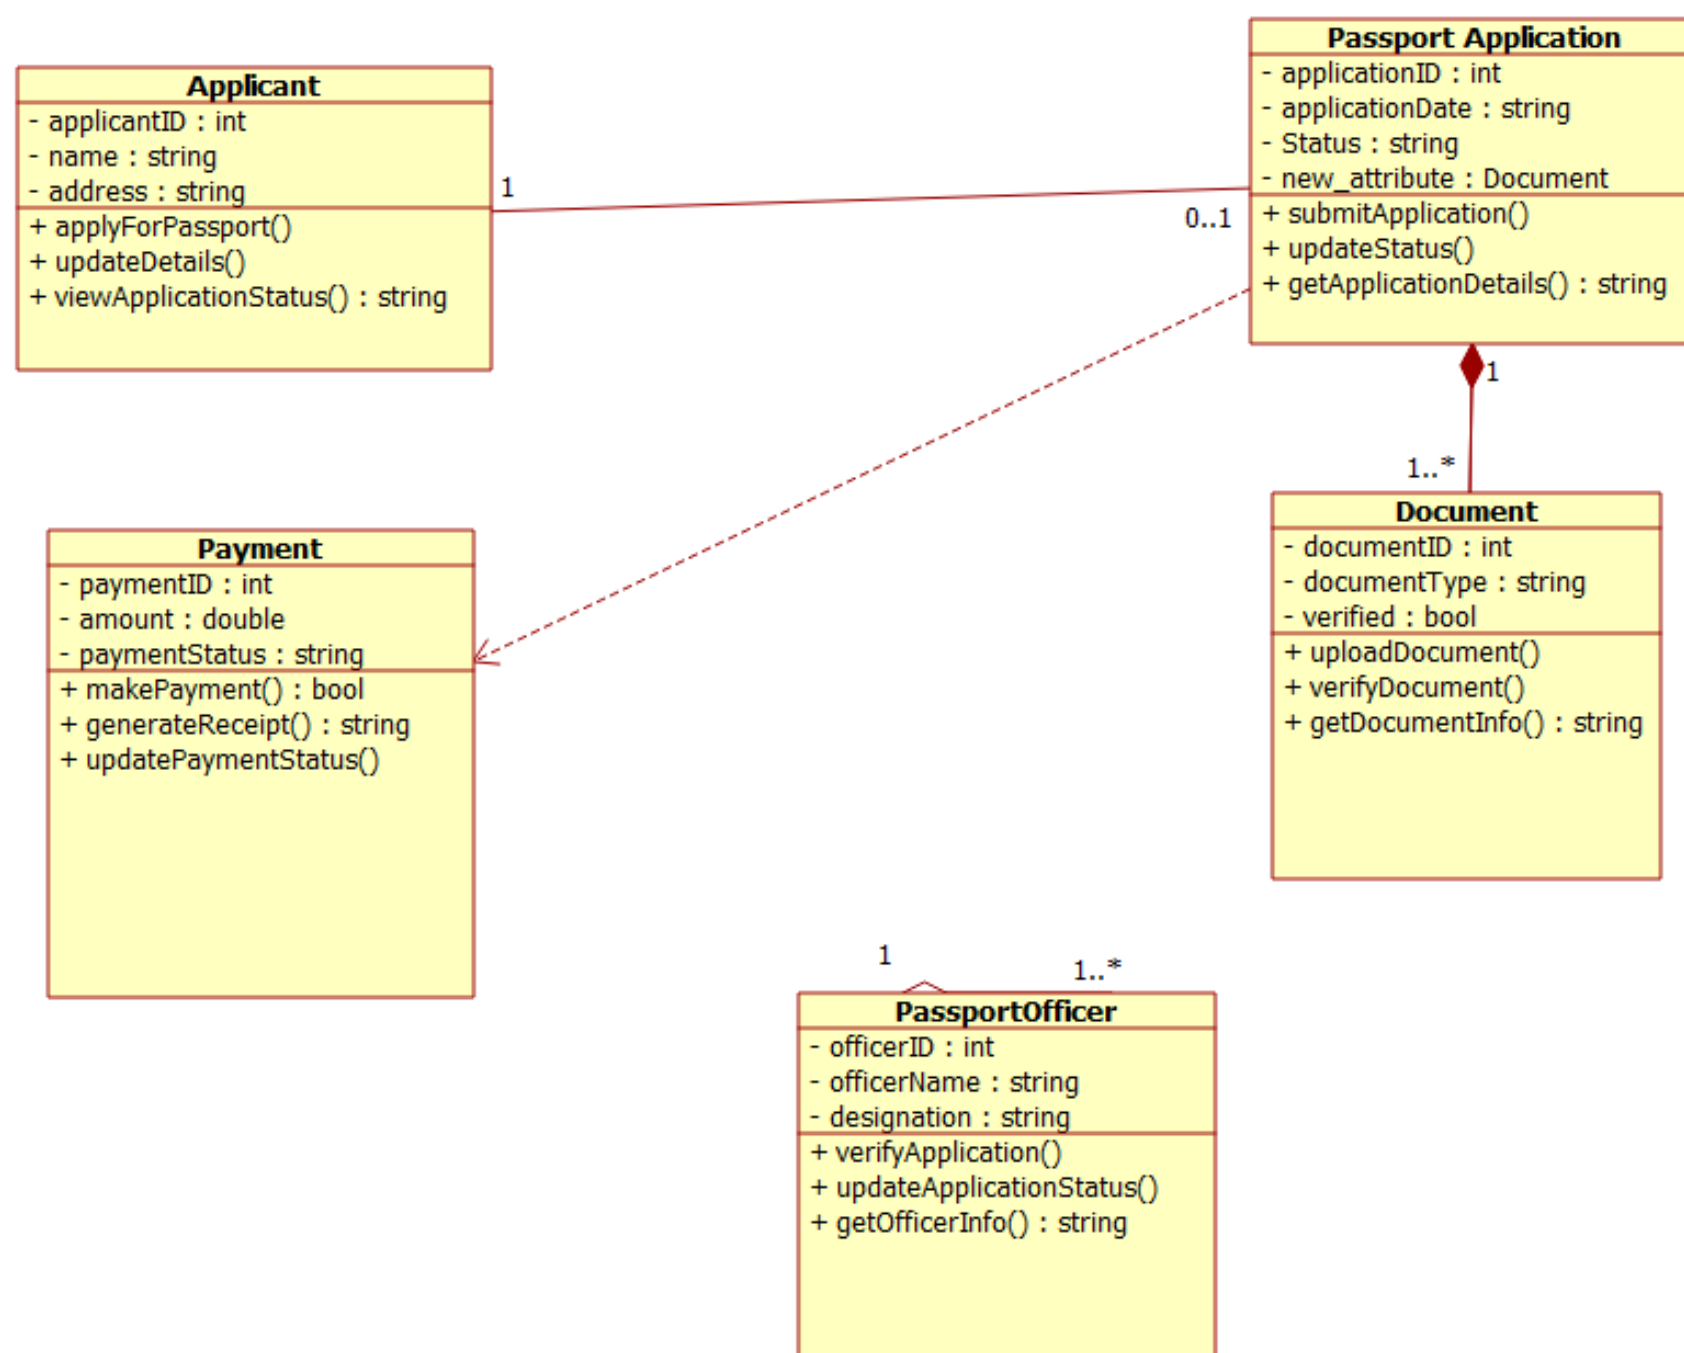 Applicant
- applicantID : int
- name : string
- address : string
+ applyForPassport()
+ updateDetails()
+ viewApplicationStatus() : string
1
0..1
Passport Application
- applicationID : int
- applicationDate : string
- Status : string
- new_attribute : Document
+ submitApplication()
+ updateStatus()
+ getApplicationDetails() : string
1
1..*
Payment
- paymentID : int
- amount : double
- paymentStatus : string
+ makePayment() : bool
+ generateReceipt() : string
+ updatePaymentStatus()
Document
- documentID : int
- documentType : string
- verified : bool
+ uploadDocument()
+ verifyDocument()
+ getDocumentInfo() : string
1
1..*
PassportOfficer
- officerID : int
- officerName : string
- designation : string
+ verifyApplication()
+ updateApplicationStatus()
+ getOfficerInfo() : string